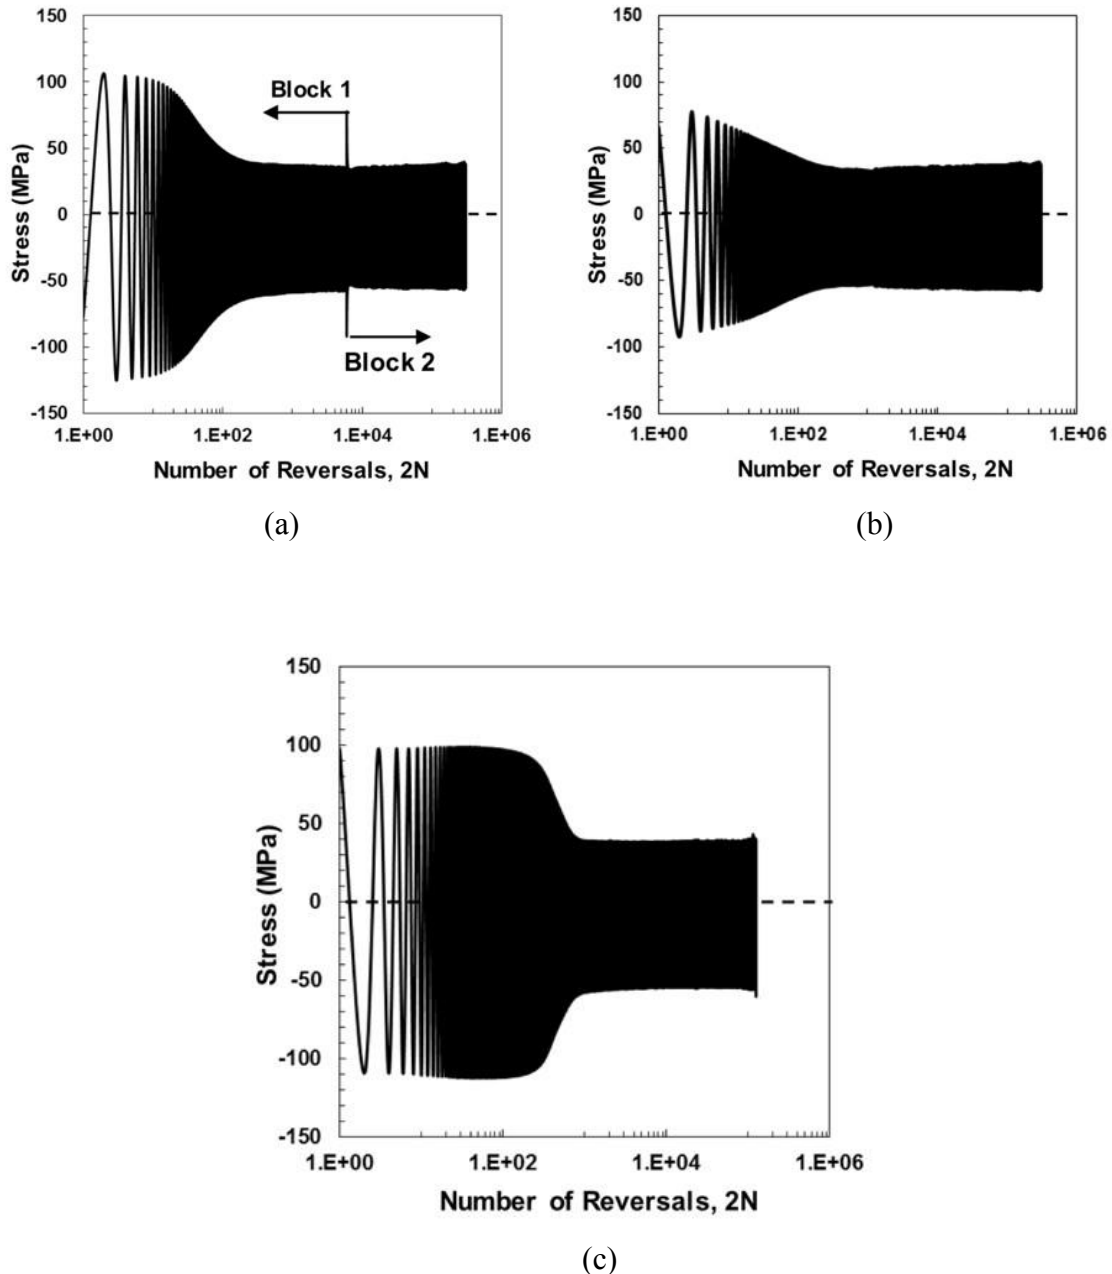 150
100
50
0
-50
-100
-150
Stress (MPa)
Block 1
Block 2
1.E+00 1.E+02 1.E+04 1.E+06
Number of Reversals, 2N
(a)
150
100
50
0
-50
-100
-150
Stress (MPa)
1.E+00 1.E+02 1.E+04 1.E+06
Number of Reversals, 2N
(b)
150
100
50
0
-50
-100
-150
Stress (MPa)
1.E+00 1.E+02 1.E+04 1.E+06
Number of Reversals, 2N
(c)